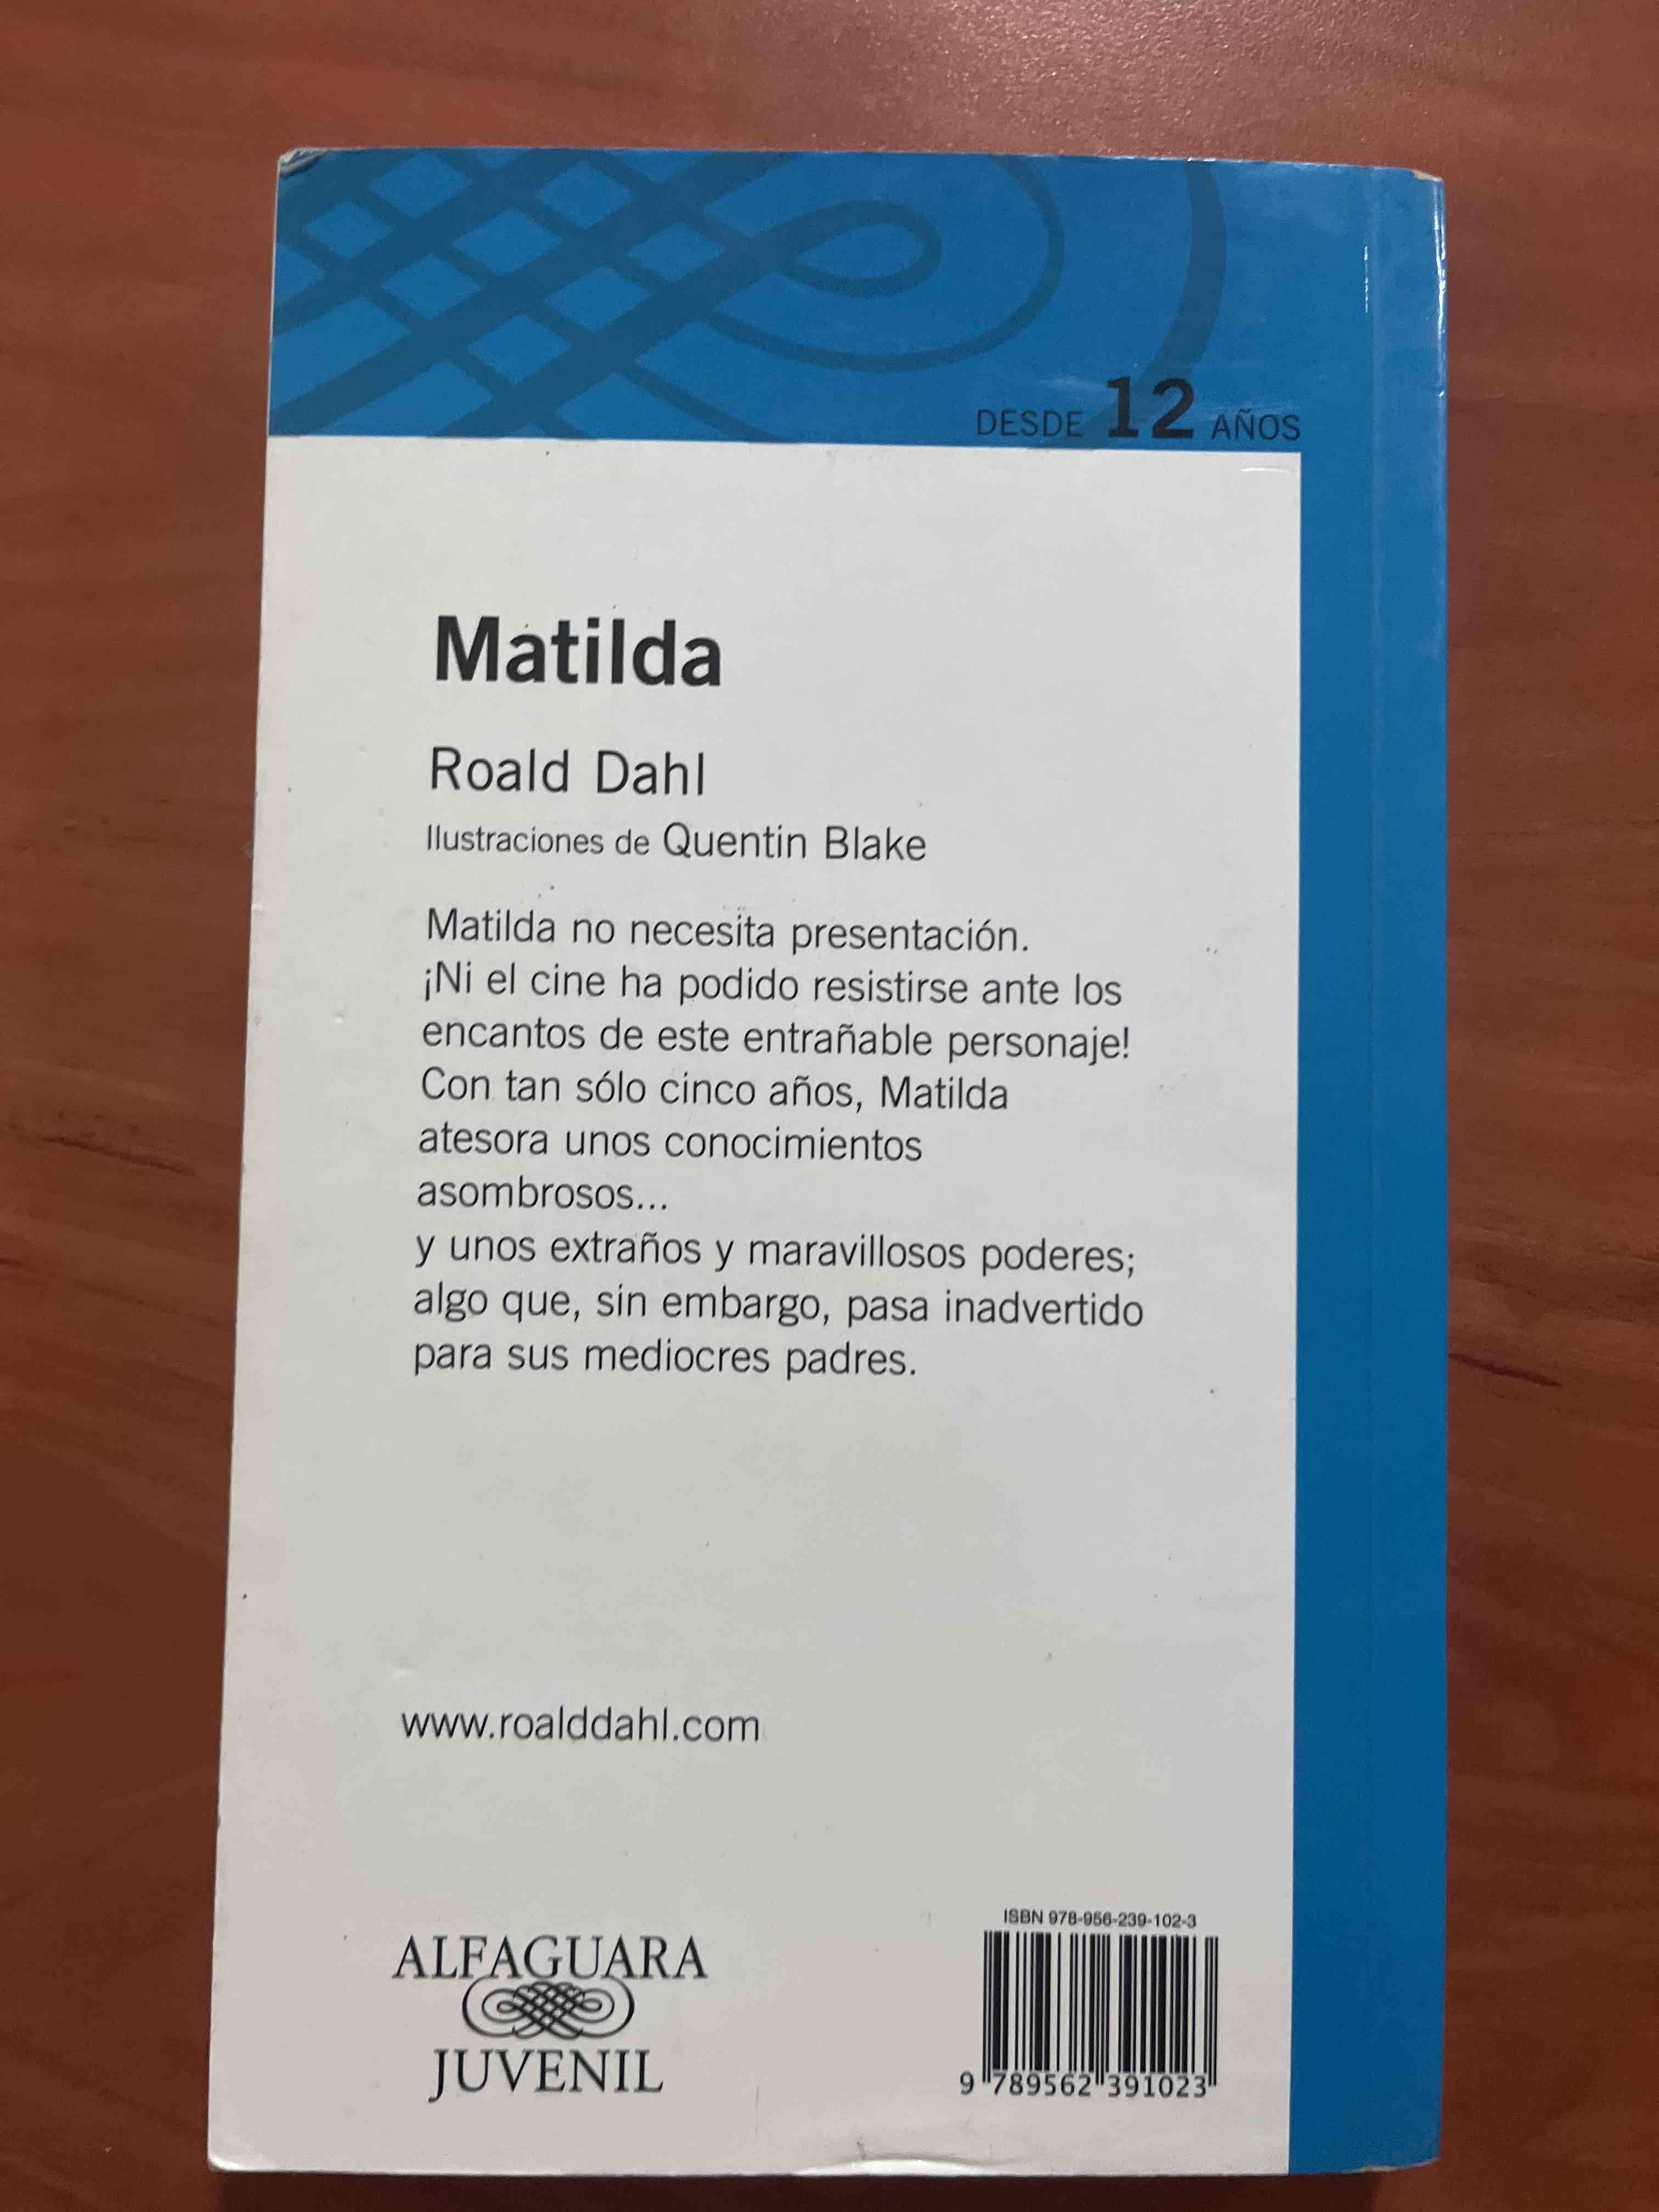 DESDE 12 AÑOS
Matilda
Roald Dahl
Ilustraciones de Quentin Blake
Matilda no necesita presentación.
¡Ni el cine ha podido resistirse ante los
encantos de este entrañable personaje!
Con tan sólo cinco años, Matilda
atesora unos conocimientos
asombrosos...
y unos extraños y maravillosos poderes;
algo que, sin embargo, pasa inadvertido
para sus mediocres padres.
www.roalddahl.com
ALFAGUARA
JUVENIL
ISBN 978-956-239-102-3
9 789562 391023